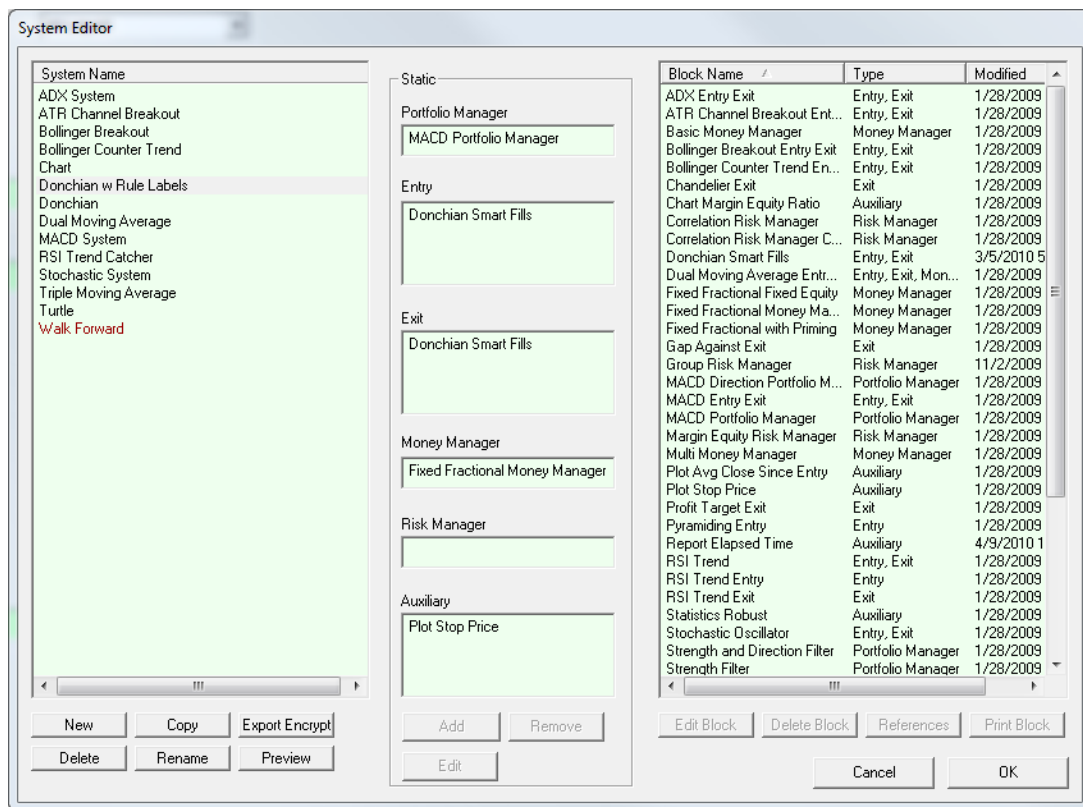 System Editor
System Name
ADX System
ATR Channel Breakout
Bollinger Breakout
Bollinger Counter Trend
Chart
Donchian w Rule Labels
Donchian
Dual Moving Average
MACD System
RSI Trend Catcher
Stochastic System
Triple Moving Average
Turtle
Walk Forward
New Copy Export Encrypt
Delete Rename Preview
Static
Portfolio Manager
MACD Portfolio Manager
Entry
Donchian Smart Fills
Exit
Donchian Smart Fills
Money Manager
Fixed Fractional Money Manager
Risk Manager
Auxiliary
Plot Stop Price
Add Remove
Edit
Block Name Type Modified
ADX Entry Exit Entry, Exit 1/28/2009
ATR Channel Breakout Ent... Entry, Exit 1/28/2009
Basic Money Manager Money Manager 1/28/2009
Bollinger Breakout Entry Exit Entry, Exit 1/28/2009
Bollinger Counter Trend En... Entry, Exit 1/28/2009
Chandelier Exit Exit 1/28/2009
Chart Margin Equity Ratio Auxiliary 1/28/2009
Correlation Risk Manager Risk Manager 1/28/2009
Correlation Risk Manager C... Risk Manager 1/28/2009
Donchian Smart Fills Entry, Exit 3/5/2010 5
Dual Moving Average Entr... Entry, Exit, Mon... 1/28/2009
Fixed Fractional Fixed Equity Money Manager 1/28/2009
Fixed Fractional Money Ma... Money Manager 1/28/2009
Fixed Fractional with Priming Money Manager 1/28/2009
Gap Against Exit Exit 1/28/2009
Group Risk Manager Risk Manager 11/2/2009
MACD Direction Portfolio M... Portfolio Manager 1/28/2009
MACD Entry Exit Entry, Exit 1/28/2009
MACD Portfolio Manager Portfolio Manager 1/28/2009
Margin Equity Risk Manager Risk Manager 1/28/2009
Multi Money Manager Money Manager 1/28/2009
Plot Avg Close Since Entry Auxiliary 1/28/2009
Plot Stop Price Auxiliary 1/28/2009
Profit Target Exit Exit 1/28/2009
Pyramiding Entry Entry 1/28/2009
Report Elapsed Time Auxiliary 4/9/2010 1
RSI Trend Entry, Exit 1/28/2009
RSI Trend Entry Entry 1/28/2009
RSI Trend Exit Exit 1/28/2009
Statistics Robust Auxiliary 1/28/2009
Stochastic Oscillator Entry, Exit 1/28/2009
Strength and Direction Filter Portfolio Manager 1/28/2009
Strength Filter Portfolio Manager 1/28/2009
Edit Block Delete Block References Print Block
Cancel OK